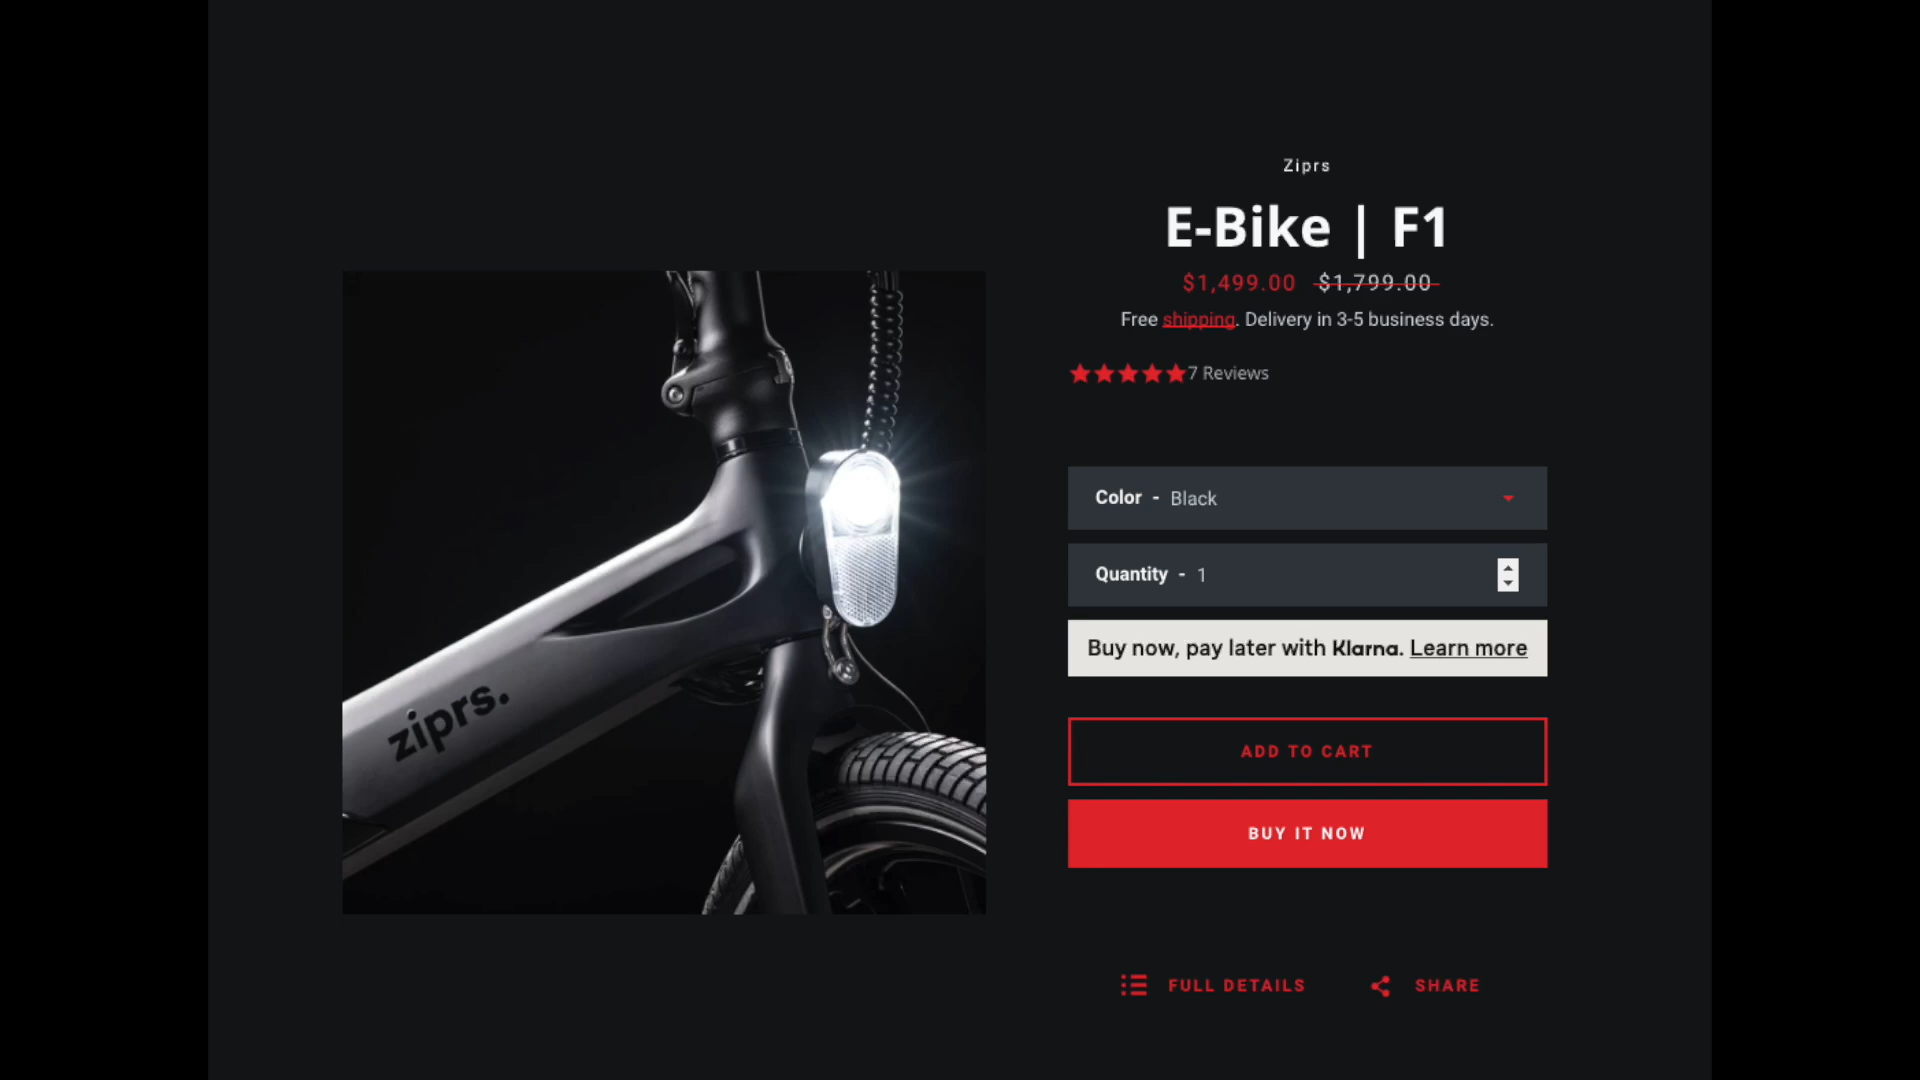 Ziprs
E-Bike | F1
$1,499.00 $1,799.00
Free shipping. Delivery in 3-5 business days.
7 Reviews
Color - Black
Quantity - 1
Buy now, pay later with Klarna. Learn more
ADD TO CART
BUY IT NOW
FULL DETAILS
SHARE
ziprs.